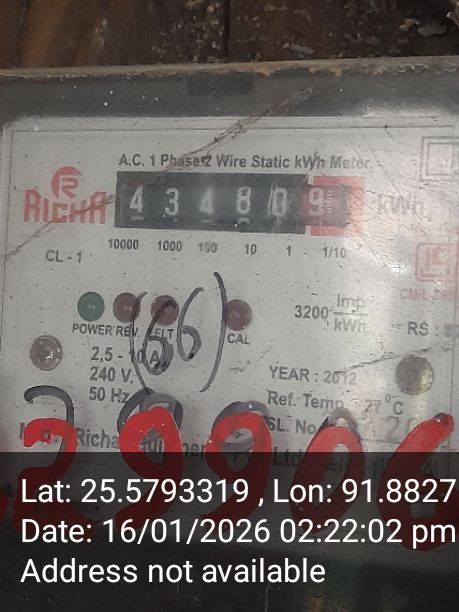 A.C. 1 Phase 2 Wire Static kWh Meter
RICHA
4 3 4 8 0 9 kWh
10000 1000 100 10 1 1/10
CL - 1
3200 Imp/kWh
POWER REV. CAL
RS :
(66)
2,5 - 10 A
240 V.
50 Hz
YEAR : 2012
Ref. Temp. 27°C
SL. No.
Richa
29906
Lat: 25.5793319 , Lon: 91.8827
Date: 16/01/2026 02:22:02 pm
Address not available